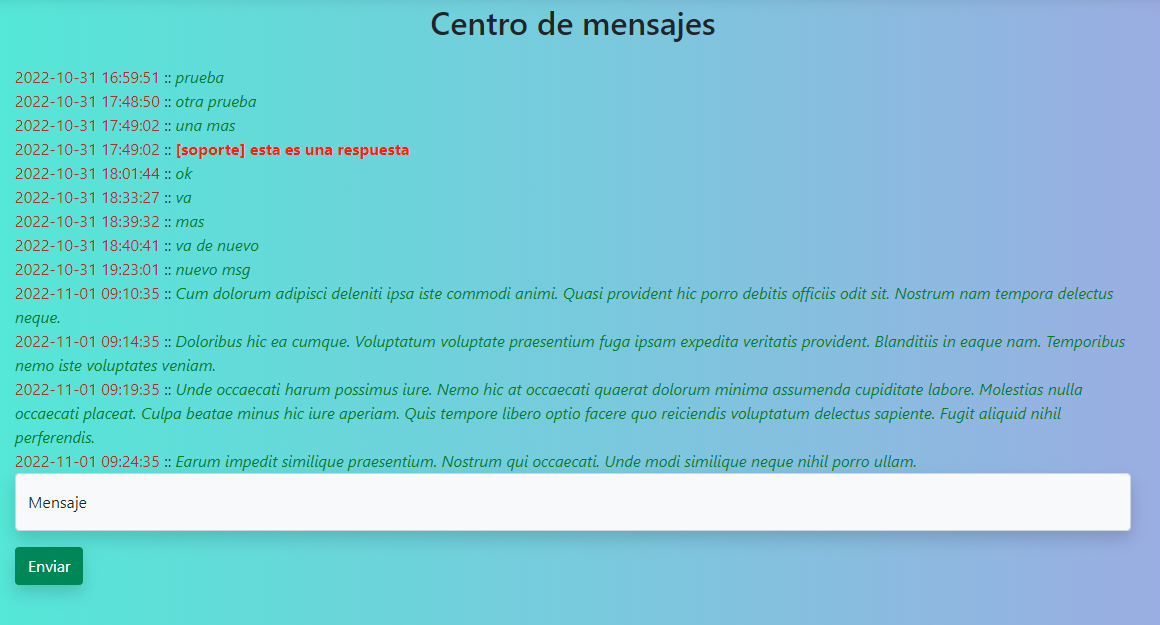 Centro de mensajes
2022-10-31 16:59:51 :: prueba
2022-10-31 17:48:50 :: otra prueba
2022-10-31 17:49:02 :: una mas
2022-10-31 17:49:02 :: [soporte] esta es una respuesta
2022-10-31 18:01:44 :: ok
2022-10-31 18:33:27 :: va
2022-10-31 18:39:32 :: mas
2022-10-31 18:40:41 :: va de nuevo
2022-10-31 19:23:01 :: nuevo msg
2022-11-01 09:10:35 :: Cum dolorum adipisci deleniti ipsa iste commodi animi. Quasi provident hic porro debitis officiis odit sit. Nostrum nam tempora delectus
neque.
2022-11-01 09:14:35 :: Doloribus hic ea cumque. Voluptatum voluptate praesentium fuga ipsam expedita veritatis provident. Blanditiis in eaque nam. Temporibus
nemo iste voluptates veniam.
2022-11-01 09:19:35 :: Unde occaecati harum possimus iure. Nemo hic at occaecati quaerat dolorum minima assumenda cupiditate labore. Molestias nulla
occaecati placeat. Culpa beatae minus hic iure aperiam. Quis tempore libero optio facere quo reiciendis voluptatum delectus sapiente. Fugit aliquid nihil
perferendis.
2022-11-01 09:24:35 :: Earum impedit similique praesentium. Nostrum qui occaecati. Unde modi similique neque nihil porro ullam.
Mensaje
Enviar